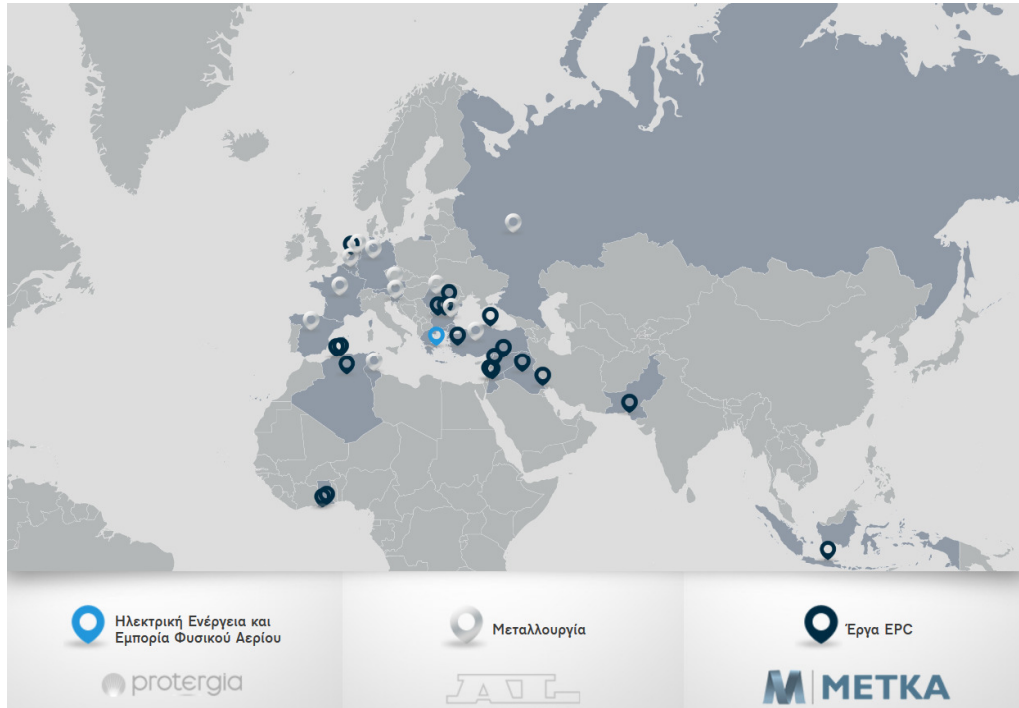 Ηλεκτρική Ενέργεια και
Εμπορία Φυσικού Αερίου
protergia
Μεταλλουργία
Έργα EPC
METKA